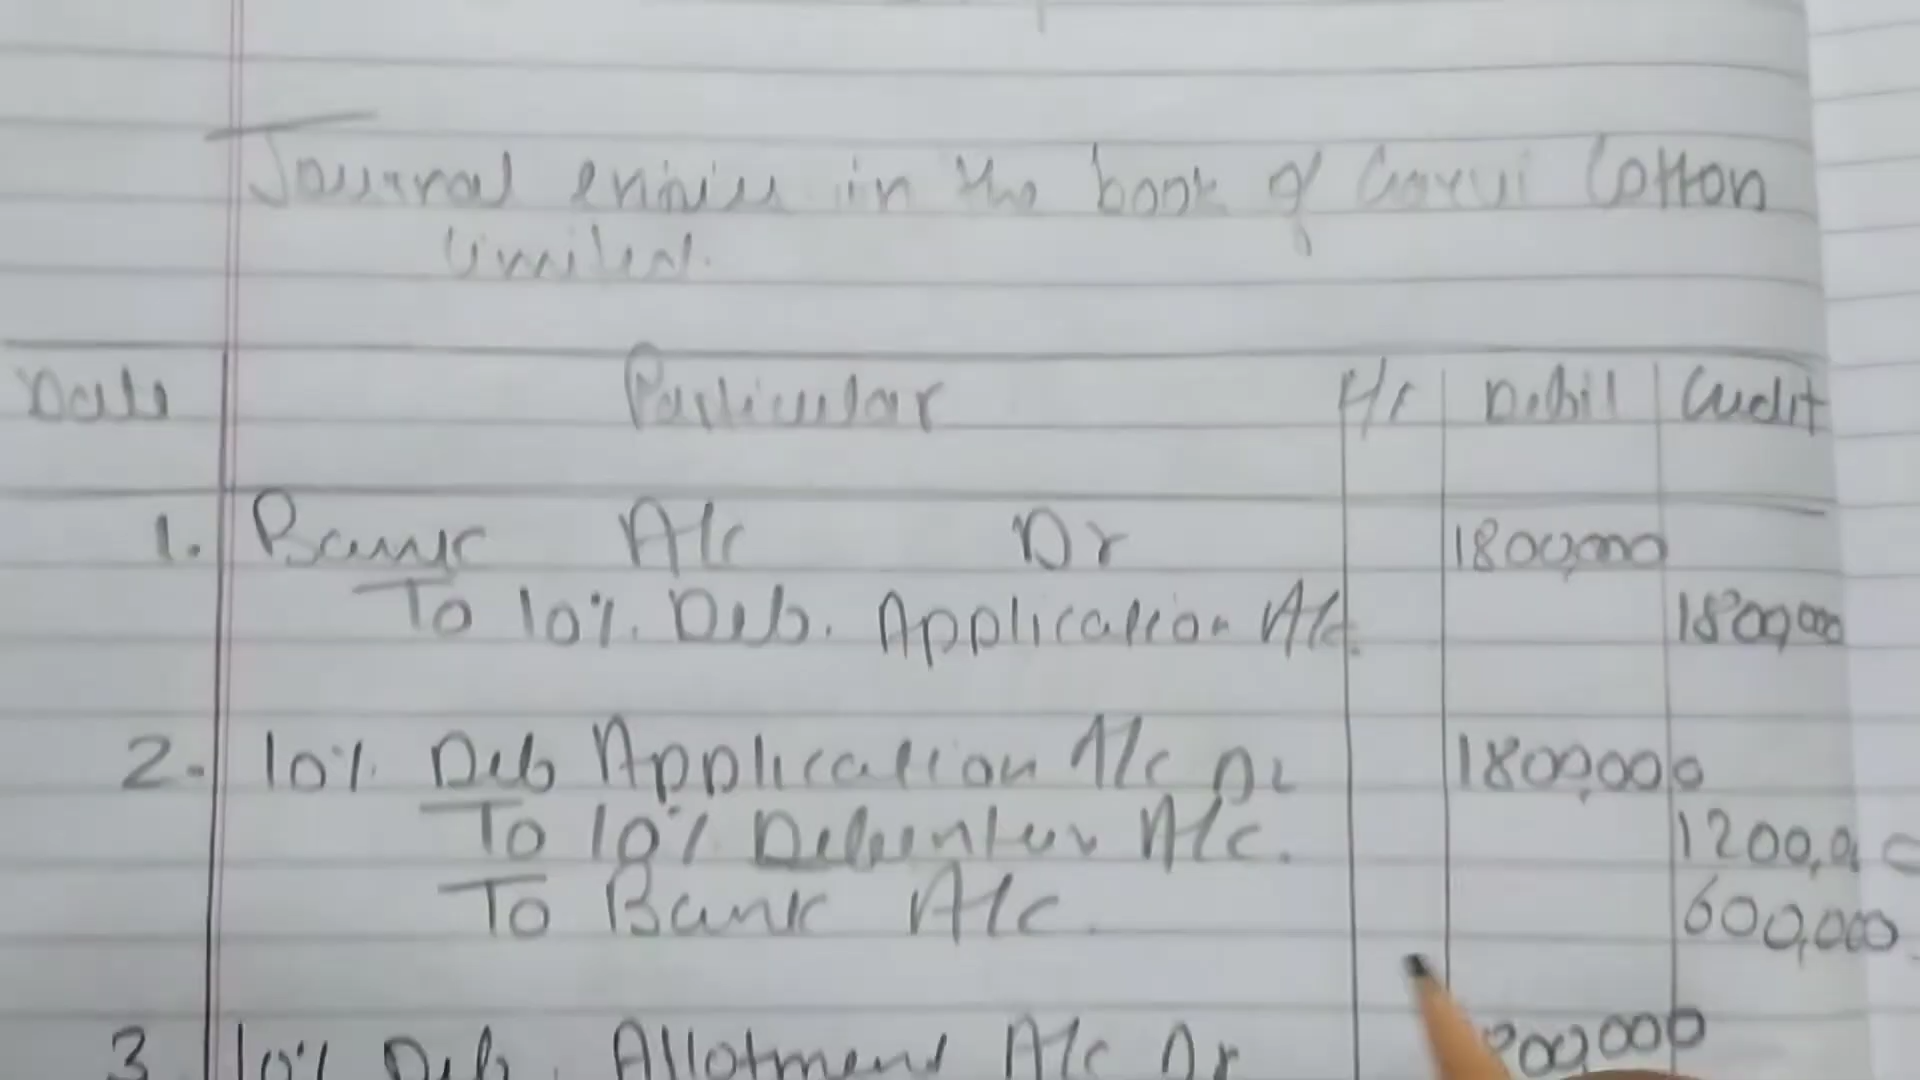 Journal entries in the book of Cotton
Limited.
Date Particular Debit Credit
1. Bank A/c Dr 1800,000
To 10% Deb. Application A/c. 1800,000
2. 10% Deb Application A/c Dr 1800,000
To 10% Debenture A/c. 1200,0
To Bank A/c. 600,000
3. 10% Deb. Allotment A/c Dr 00,000